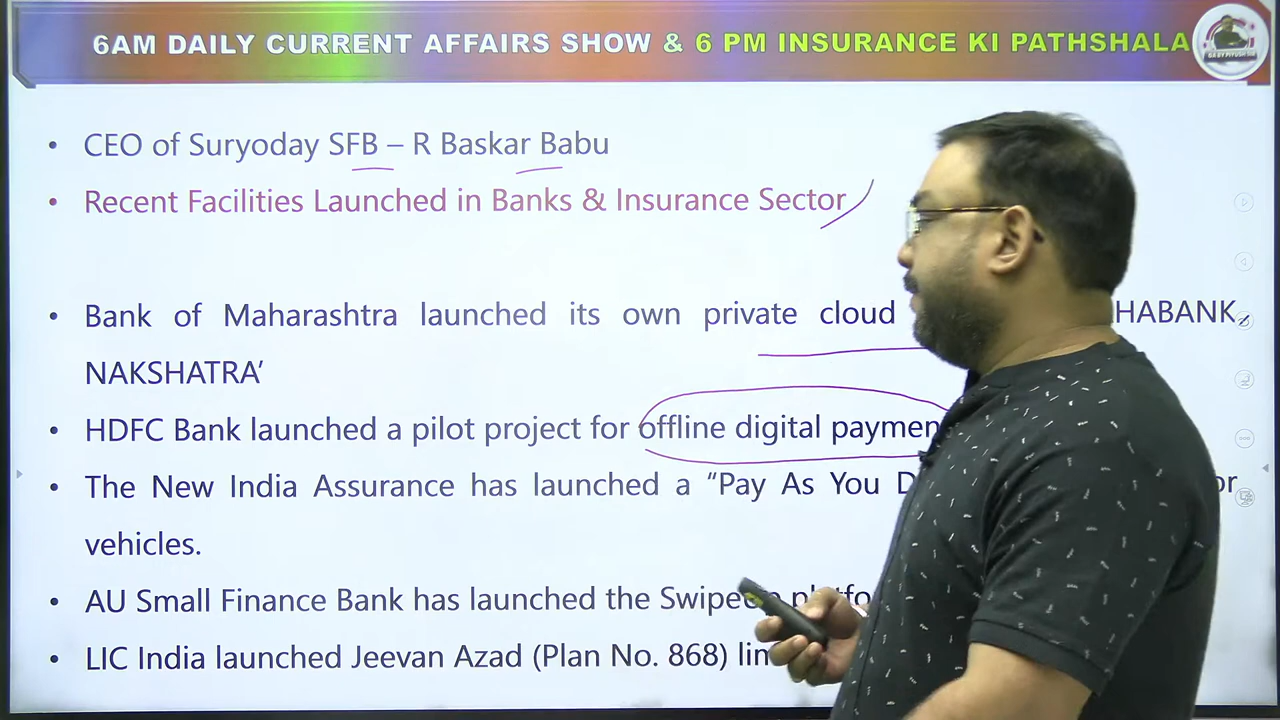 6AM DAILY CURRENT AFFAIRS SHOW & 6 PM INSURANCE KI PATHSHALA
• CEO of Suryoday SFB – R Baskar Babu
• Recent Facilities Launched in Banks & Insurance Sector
• Bank of Maharashtra launched its own private cloud HABANK
NAKSHATRA’
• HDFC Bank launched a pilot project for offline digital paymen
• The New India Assurance has launched a “Pay As You D or
vehicles.
• AU Small Finance Bank has launched the Swipe platfo
• LIC India launched Jeevan Azad (Plan No. 868) lim